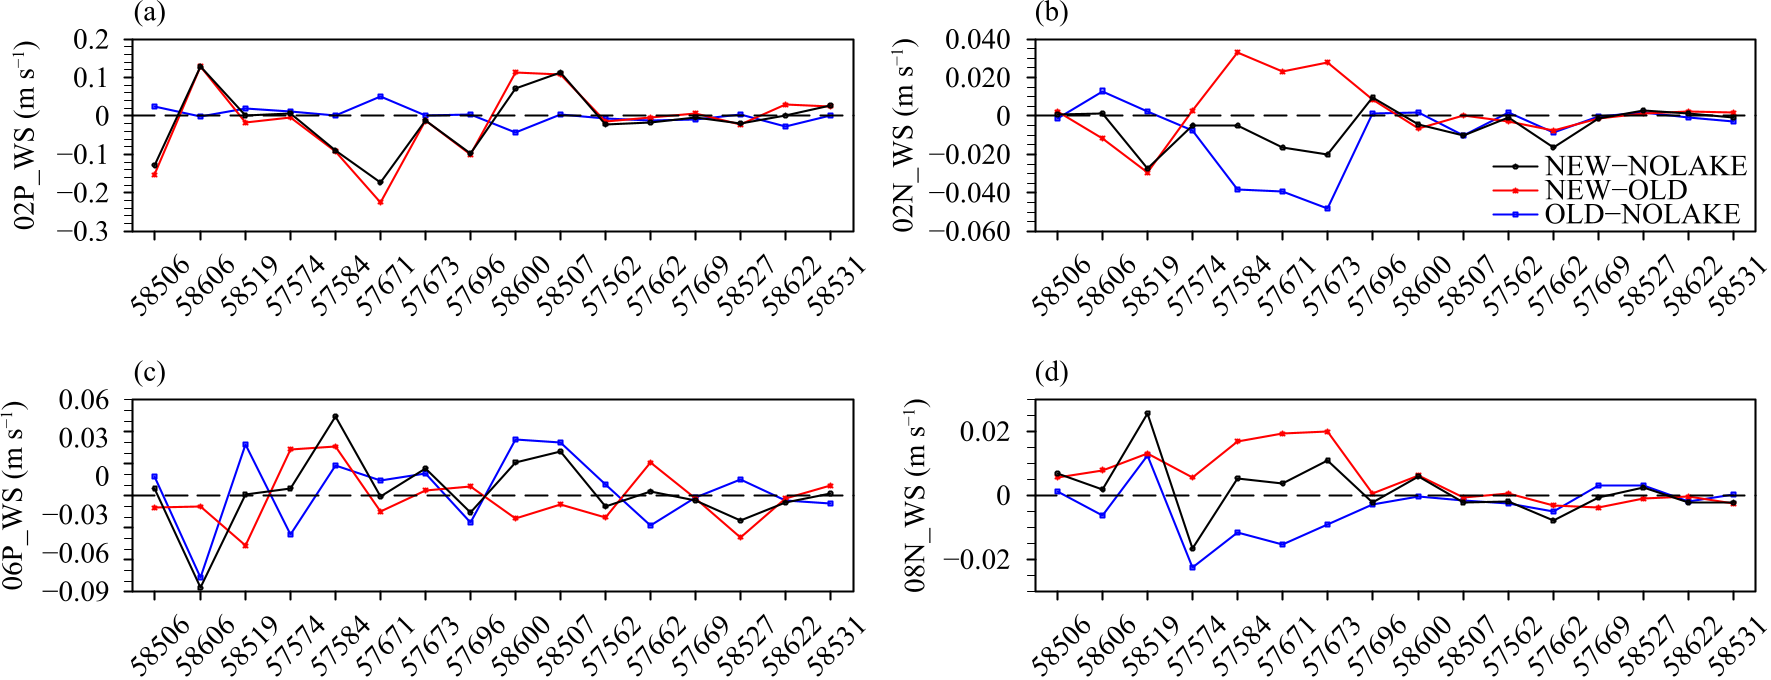 (a)
02P_WS (m s⁻¹)
0.2
0.1
0
−0.1
−0.2
−0.3
58506 58606 58519 57574 57584 57671 57673 57696 58600 58507 57562 57662 57669 58527 58622 58531
(b)
02N_WS (m s⁻¹)
0.040
0.020
0
−0.020
−0.040
−0.060
NEW−NOLAKE
NEW−OLD
OLD−NOLAKE
58506 58606 58519 57574 57584 57671 57673 57696 58600 58507 57562 57662 57669 58527 58622 58531
(c)
06P_WS (m s⁻¹)
0.06
0.03
0
−0.03
−0.06
−0.09
58506 58606 58519 57574 57584 57671 57673 57696 58600 58507 57562 57662 57669 58527 58622 58531
(d)
08N_WS (m s⁻¹)
0.02
0
−0.02
58506 58606 58519 57574 57584 57671 57673 57696 58600 58507 57562 57662 57669 58527 58622 58531